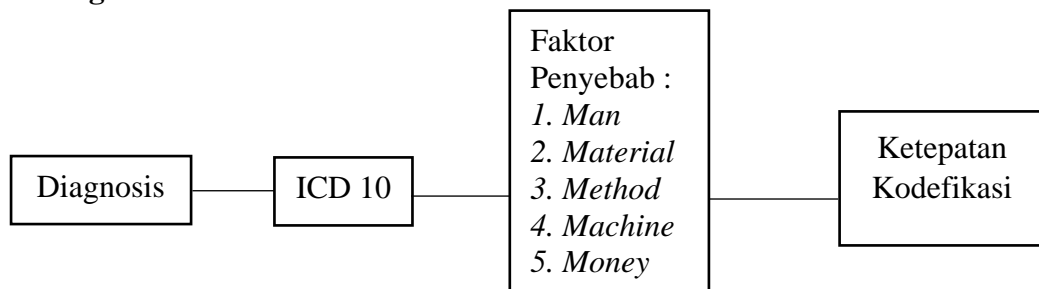 Diagnosis
ICD 10
Faktor
Penyebab :
1. Man
2. Material
3. Method
4. Machine
5. Money
Ketepatan
Kodefikasi